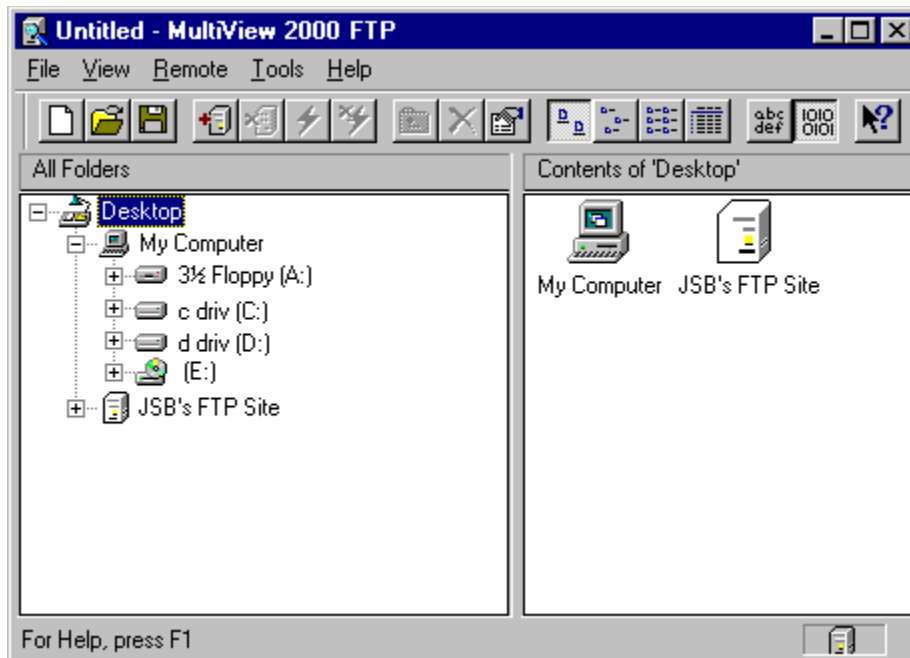 Untitled - MultiView 2000 FTP
File View Remote Tools Help
abc
def
1010
0101
All Folders
Contents of 'Desktop'
Desktop
My Computer
3½ Floppy (A:)
c driv (C:)
d driv (D:)
(E:)
JSB's FTP Site
My Computer
JSB's FTP Site
For Help, press F1